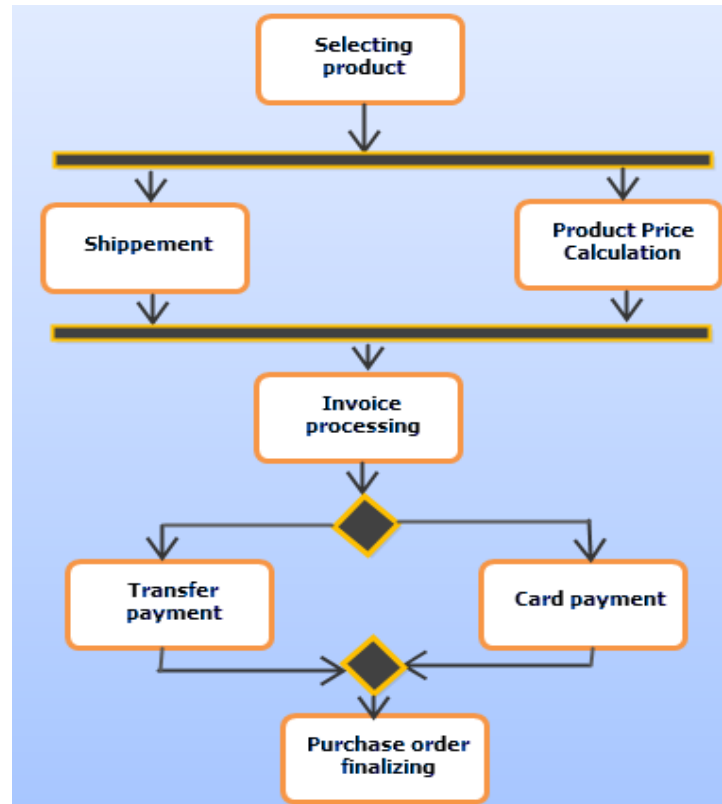 Selecting
product
Shippement
Product Price
Calculation
Invoice
processing
Transfer
payment
Card payment
Purchase order
finalizing